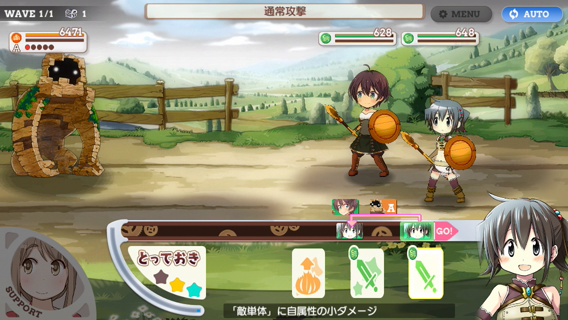 WAVE 1/1 1
通常攻撃
MENU
AUTO
6471
A
628
648
A
GO!
とっておき
SUPPORT
「敵単体」に自属性の小ダメージ